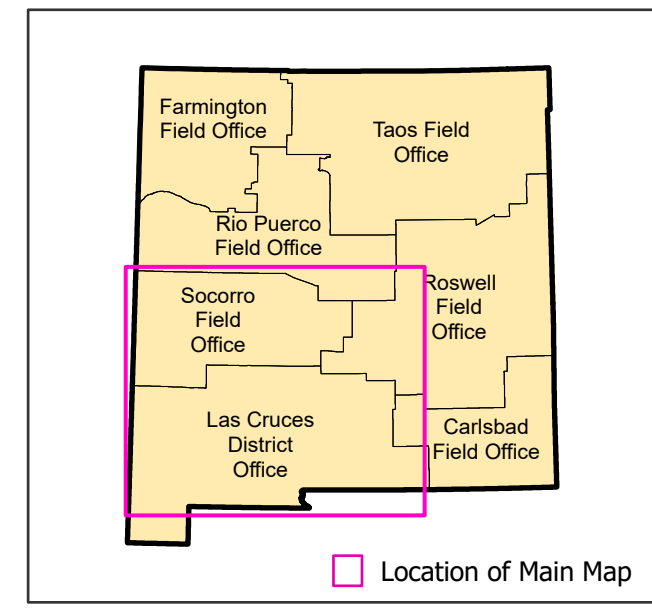 Farmington
Field Office
Taos Field
Office
Rio Puerco
Field Office
Socorro
Field
Office
Roswell
Field
Office
Las Cruces
District
Office
Carlsbad
Field Office
Location of Main Map